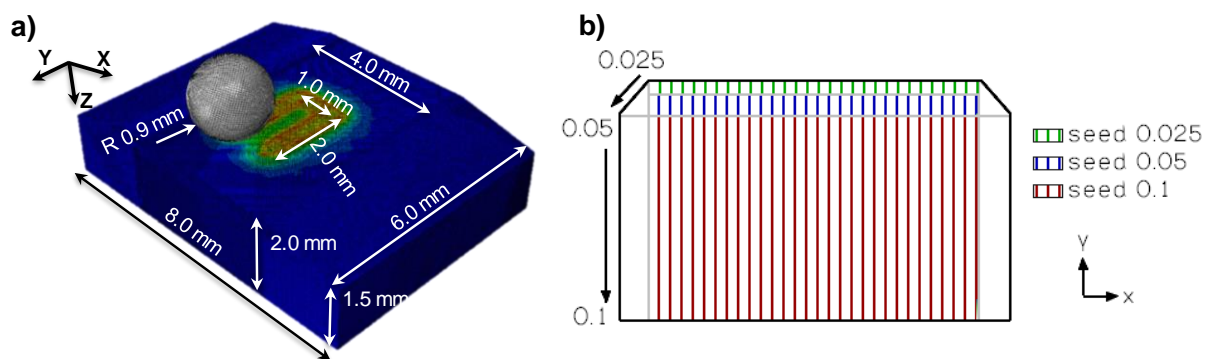 a)
Y X
Z
R 0.9 mm
4.0 mm
1.0 mm
2.0 mm
8.0 mm
2.0 mm
6.0 mm
1.5 mm
b)
0.025
0.05
0.1
seed 0.025
seed 0.05
seed 0.1
Y
X